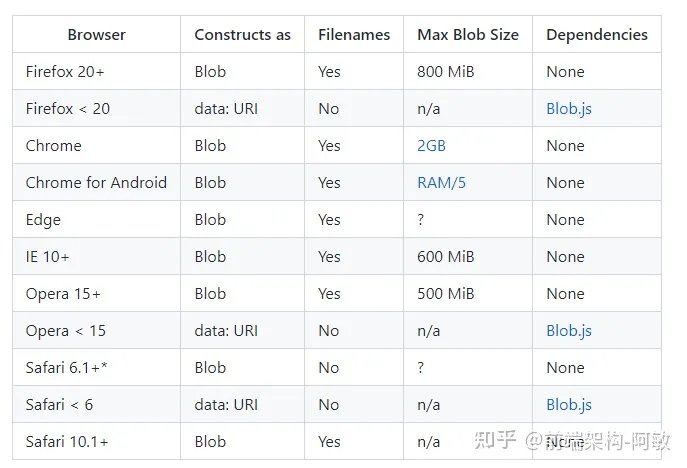 Browser Constructs as Filenames Max Blob Size Dependencies
Firefox 20+ Blob Yes 800 MiB None
Firefox < 20 data: URI No n/a Blob.js
Chrome Blob Yes 2GB None
Chrome for Android Blob Yes RAM/5 None
Edge Blob Yes ? None
IE 10+ Blob Yes 600 MiB None
Opera 15+ Blob Yes 500 MiB None
Opera < 15 data: URI No n/a Blob.js
Safari 6.1+* Blob No ? None
Safari < 6 data: URI No n/a Blob.js
Safari 10.1+ Blob Yes n/a None
知乎 @前端架构-阿敏